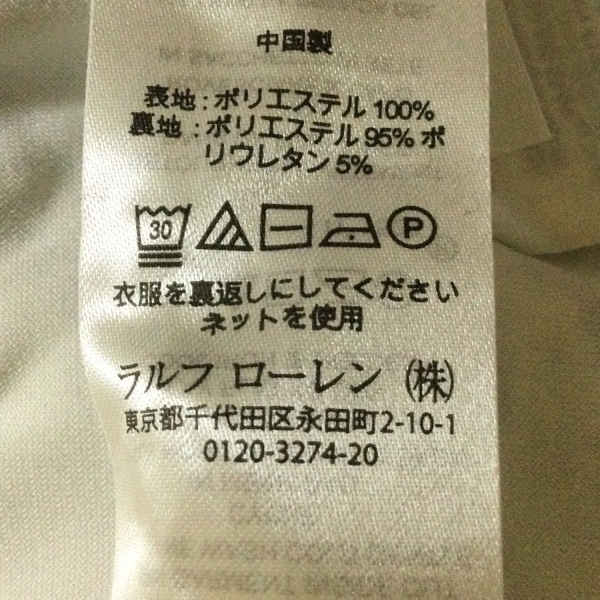 中国製
表地:ポリエステル 100%
裏地:ポリエステル 95% ポ
リウレタン 5%
30 P
衣服を裏返しにしてください
ネットを使用
ラルフ ローレン (株)
東京都千代田区永田町2-10-1
0120-3274-20